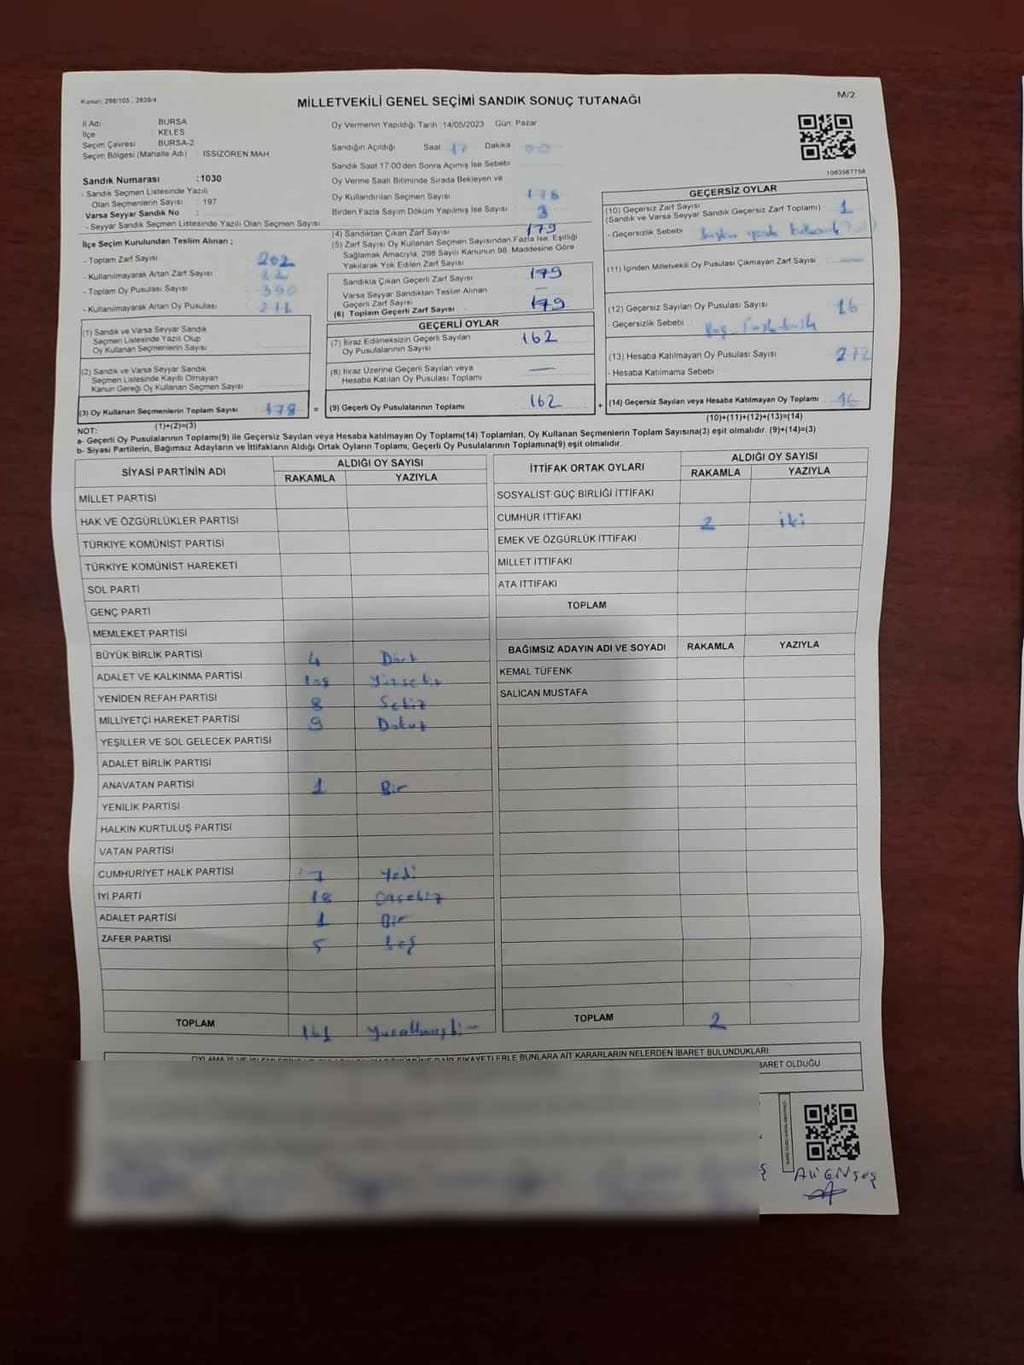 MİLLETVEKİLİ GENEL SEÇİMİ SANDIK SONUÇ TUTANAĞI
M/2
İl Adı BURSA
İlçe KELES
Seçim Çevresi BURSA-2
Seçim Bölgesi (Mahalle Adı) ISSIZÖREN MAH
Oy Vermenin Yapıldığı Tarih :14/05/2023 Gün: Pazar
Sandığın Açıldığı Saat 17 Dakika 00
Sandık Saat 17:00'den Sonra Açılmış İse Sebebi
Oy Verme Saati Bitiminde Sırada Bekleyen ve
Oy Kullandırılan Seçmen Sayısı
Birden Fazla Sayım Döküm Yapılmış İse Sayısı 3
Sandık Numarası :1030
- Sandık Seçmen Listesinde Yazılı
Olan Seçmenlerin Sayısı : 197
Varsa Seyyar Sandık No :
- Seyyar Sandık Seçmen Listesinde Yazılı Olan Seçmen Sayısı
İlçe Seçim Kurulundan Teslim Alınan ;
- Toplam Zarf Sayısı 202
- Kullanılmayarak Artan Zarf Sayısı
- Toplam Oy Pusulası Sayısı 390
- Kullanılmayarak Artan Oy Pusulası
(4) Sandıktan Çıkan Zarf Sayısı 179
(5) Zarf Sayısı Oy Kullanan Seçmen Sayısından Fazla İse, Eşitliği
Sağlamak Amacıyla, 298 Sayılı Kanunun 98. Maddesine Göre
Yakılarak Yok Edilen Zarf Sayısı
Sandıkta Çıkan Geçerli Zarf Sayısı 179
Varsa Seyyar Sandıktan Teslim Alınan
Geçerli Zarf Sayısı —
(6) Toplam Geçerli Zarf Sayısı 179
1063567756
GEÇERSİZ OYLAR
(10) Geçersiz Zarf Sayısı 1
(Sandık ve Varsa Seyyar Sandık Geçersiz Zarf Toplamı)
- Geçersizlik Sebebi
(11) İçinden Milletvekili Oy Pusulası Çıkmayan Zarf Sayısı —
(12) Geçersiz Sayılan Oy Pusulası Sayısı 16
- Geçersizlik Sebebi
(13) Hesaba Katılmayan Oy Pusulası Sayısı
- Hesaba Katılmama Sebebi
(1) Sandık ve Varsa Seyyar Sandık
Seçmen Listesinde Yazılı Olup
Oy Kullanan Seçmenlerin Sayısı
(2) Sandık ve Varsa Seyyar Sandık
Seçmen Listesinde Kayıtlı Olmayan
Kanun Gereği Oy Kullanan Seçmen Sayısı
(3) Oy Kullanan Seçmenlerin Toplam Sayısı 178 =
(1)+(2)=(3)
GEÇERLİ OYLAR
(7) İtiraz Edilmeksizin Geçerli Sayılan
Oy Pusulalarının Sayısı 162
(8) İtiraz Üzerine Geçerli Sayılan veya
Hesaba Katılan Oy Pusulası Toplamı —
(9) Geçerli Oy Pusulalarının Toplamı 162 +
(14) Geçersiz Sayılan veya Hesaba Katılmayan Oy Toplamı 16
(10)+(11)+(12)+(13)=(14)
NOT:
a- Geçerli Oy Pusulalarının Toplamı(9) ile Geçersiz Sayılan veya Hesaba katılmayan Oy Toplamı(14) Toplamları, Oy Kullanan Seçmenlerin Toplam Sayısına(3) eşit olmalıdır. (9)+(14)=(3)
b- Siyasi Partilerin, Bağımsız Adayların ve İttifakların Aldığı Ortak Oyların Toplamı, Geçerli Oy Pusulalarının Toplamına(9) eşit olmalıdır.
SİYASİ PARTİNİN ADI ALDIĞI OY SAYISI
RAKAMLA YAZIYLA
MİLLET PARTİSİ
HAK VE ÖZGÜRLÜKLER PARTİSİ
TÜRKİYE KOMÜNİST PARTİSİ
TÜRKİYE KOMÜNİST HAREKETİ
SOL PARTİ
GENÇ PARTİ
MEMLEKET PARTİSİ
BÜYÜK BİRLİK PARTİSİ 4 Dört
ADALET VE KALKINMA PARTİSİ 108 Yüzsekiz
YENİDEN REFAH PARTİSİ 8 Sekiz
MİLLİYETÇİ HAREKET PARTİSİ 9 Dokuz
YEŞİLLER VE SOL GELECEK PARTİSİ
ADALET BİRLİK PARTİSİ
ANAVATAN PARTİSİ 1 Bir
YENİLİK PARTİSİ
HALKIN KURTULUŞ PARTİSİ
VATAN PARTİSİ
CUMHURİYET HALK PARTİSİ 7 Yedi
İYİ PARTİ 18 Onsekiz
ADALET PARTİSİ 1 Bir
ZAFER PARTİSİ 5 Beş
TOPLAM 161
İTTİFAK ORTAK OYLARI ALDIĞI OY SAYISI
RAKAMLA YAZIYLA
SOSYALİST GÜÇ BİRLİĞİ İTTİFAKI
CUMHUR İTTİFAKI 2 iki
EMEK VE ÖZGÜRLÜK İTTİFAKI
MİLLET İTTİFAKI
ATA İTTİFAKI
TOPLAM
BAĞIMSIZ ADAYIN ADI VE SOYADI RAKAMLA YAZIYLA
KEMAL TÜFENK
SALİCAN MUSTAFA
TOPLAM 2
DAİR ŞİKAYETLERLE BUNLARA AİT KARARLARIN NELERDEN İBARET BULUNDUKLARI
İBARET OLDUĞU